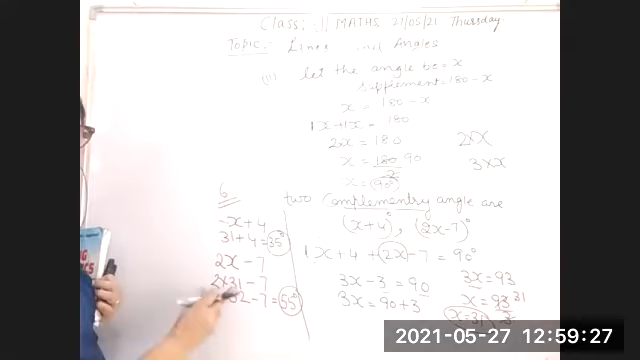 Class: MATHS 21/05/21 Thursday
Topic: Lines and Angles
(ii) let the angle be = x
supplement = 180 - x
x = 180 - x
1x + 1x = 180
2x = 180
x = 180 90
2
x = 90°
2x × x
3 × x
6 two Complementry angle are
(x+4)°, (2x-7)°
x + 4
31 + 4 = 35°
2x - 7
2×31 - 7
62 - 7 = 55°
1x + 4 + 2x - 7 = 90°
3x - 3 = 90
3x = 90 + 3
3x = 93
x = 93 31
3
x = 31
2021-05-27 12:59:27